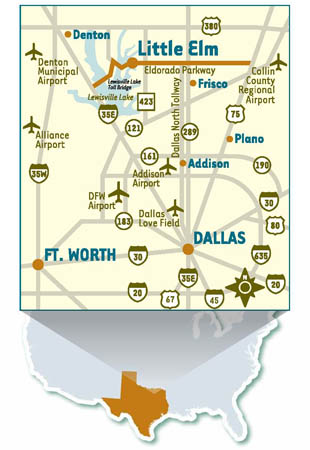 380
Denton
Little Elm
Denton
Municipal
Airport
Eldorado Parkway
Collin
County
Regional
Airport
Lewisville Lake
Toll Bridge
Lewisville Lake
Frisco
423
35E
75
121
Dallas North Tollway
289
Alliance
Airport
Plano
161
Addison
190
35W
Addison
Airport
DFW
Airport
30
Dallas
Love Field
183
80
FT. WORTH
DALLAS
30
635
35E
30
20
67
45
20